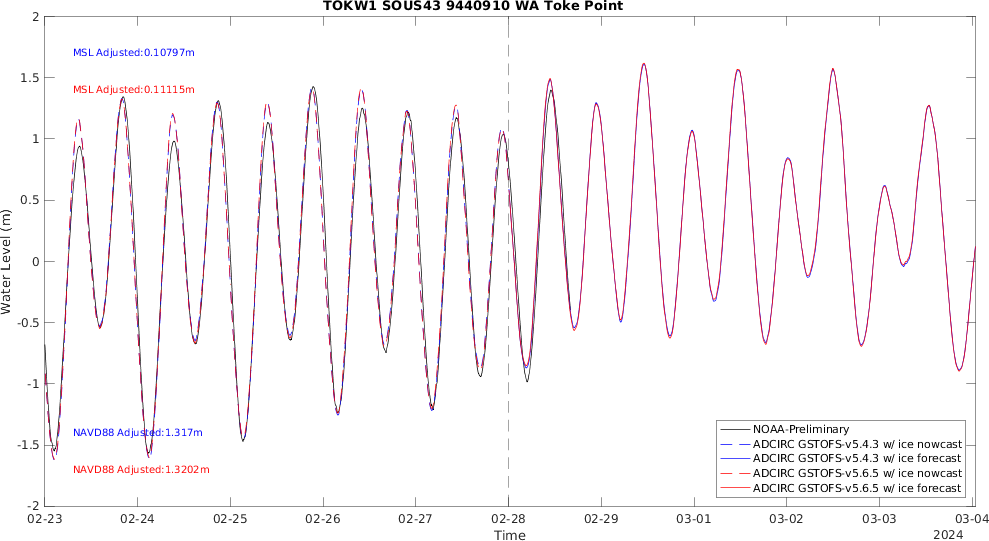 TOKW1 SOUS43 9440910 WA Toke Point
2
MSL Adjusted:0.10797m
1.5
MSL Adjusted:0.11115m
1
0.5
Water Level (m)
0
-0.5
-1
NAVD88 Adjusted:1.317m
-1.5
NAVD88 Adjusted:1.3202m
-2
NOAA-Preliminary
ADCIRC GSTOFS-v5.4.3 w/ ice nowcast
ADCIRC GSTOFS-v5.4.3 w/ ice forecast
ADCIRC GSTOFS-v5.6.5 w/ ice nowcast
ADCIRC GSTOFS-v5.6.5 w/ ice forecast
02-23 02-24 02-25 02-26 02-27 02-28 02-29 03-01 03-02 03-03 03-04
Time
2024